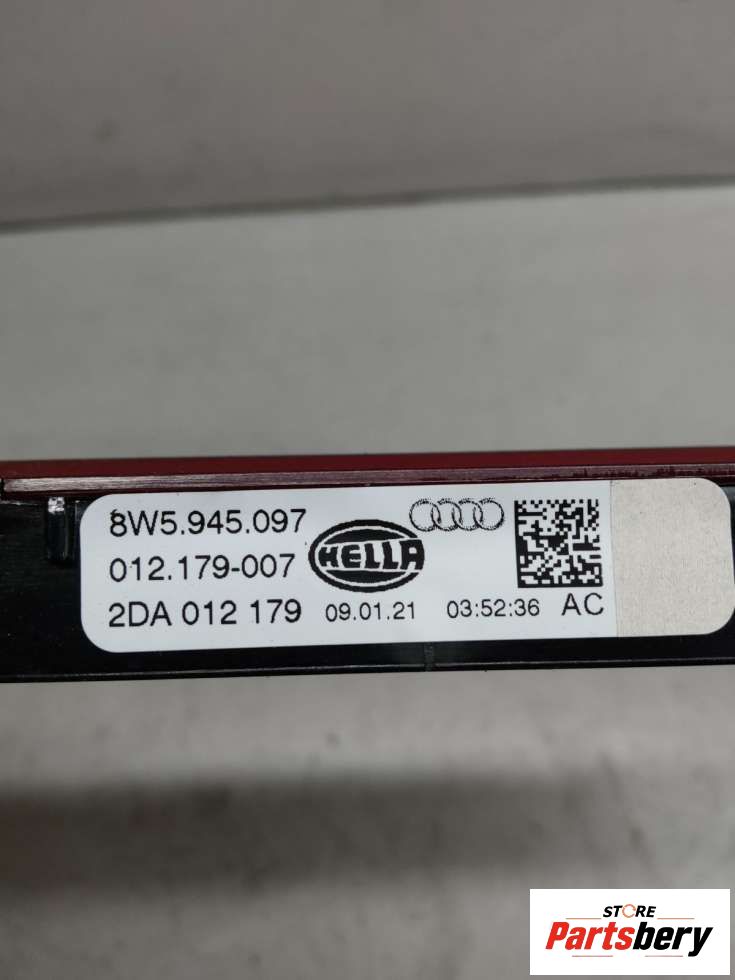 8W5.945.097
012.179-007
HELLA
2DA 012 179
09.01.21
03:52:36
AC
STORE
Partsbery